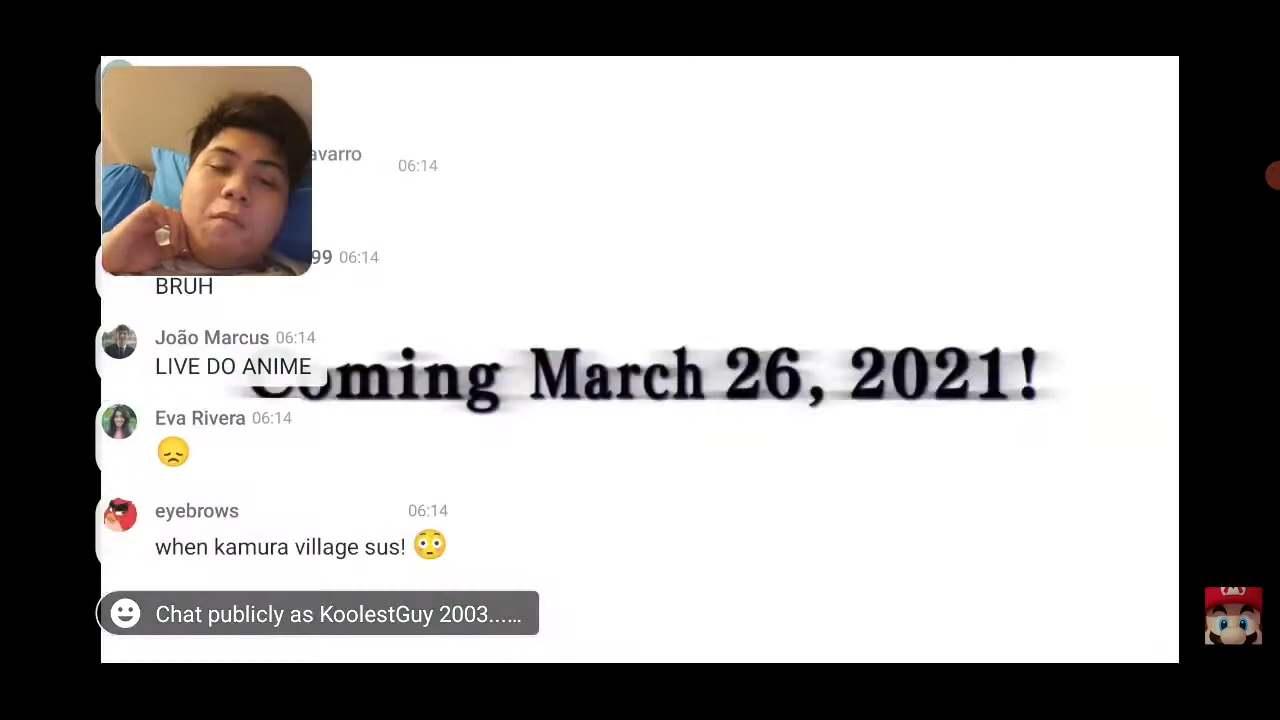 avarro 06:14
99 06:14
BRUH
João Marcus 06:14
LIVE DO ANIME
Coming March 26, 2021!
Eva Rivera 06:14
😞
eyebrows 06:14
when kamura village sus! 😳
Chat publicly as KoolestGuy 2003......
M